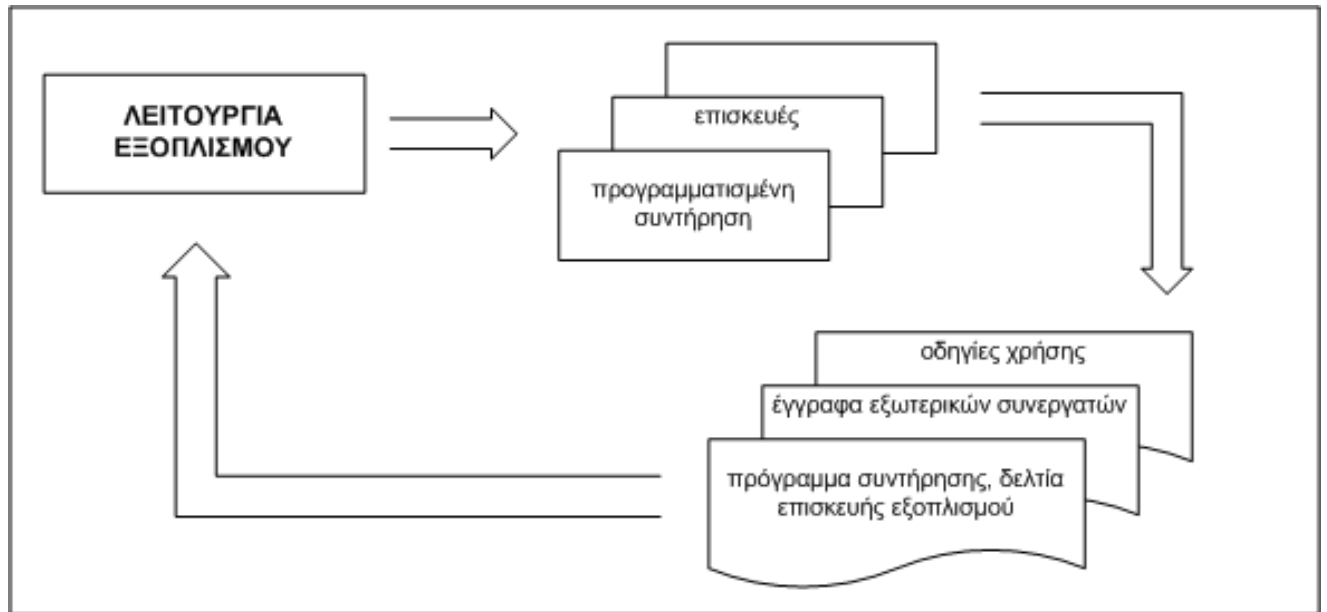 ΛΕΙΤΟΥΡΓΙΑ
ΕΞΟΠΛΙΣΜΟΥ
επισκευές
προγραμματισμένη
συντήρηση
οδηγίες χρήσης
έγγραφα εξωτερικών συνεργατών
πρόγραμμα συντήρησης, δελτία
επισκευής εξοπλισμού